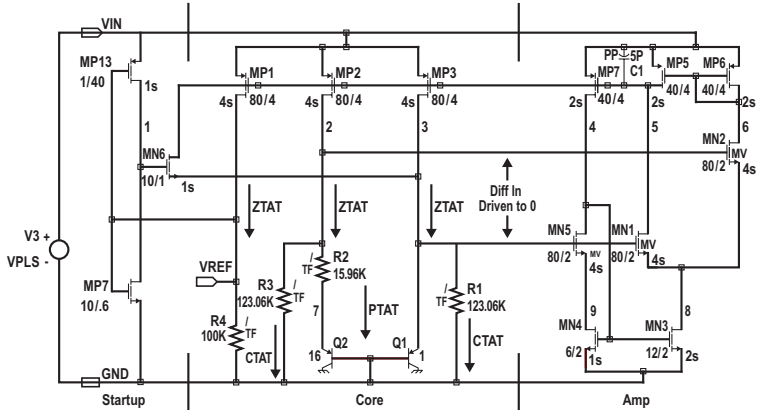 VIN
MP13
1/40
1s
1
MN6
10/1
1s
MP1
4s
80/4
MP2
4s
80/4
MP3
4s
80/4
2
3
PP
5P
C1
MP7
2s
40/4
MP5
40/4
2s
MP6
40/4
2s
4
5
6
MN2
MV
80/2
4s
ZTAT
ZTAT
ZTAT
Diff In
Driven to 0
V3 +
VPLS -
MP7
10/.6
VREF
R4
100K
/
TF
R3
123.06K
/
TF
CTAT
R2
15.96K
/
TF
7
PTAT
Q2
16
Q1
1
R1
123.06K
/
TF
CTAT
MN5
80/2
MV
4s
MN1
MV
80/2
4s
9
8
MN4
6/2
1s
MN3
12/2
2s
GND
Startup
Core
Amp